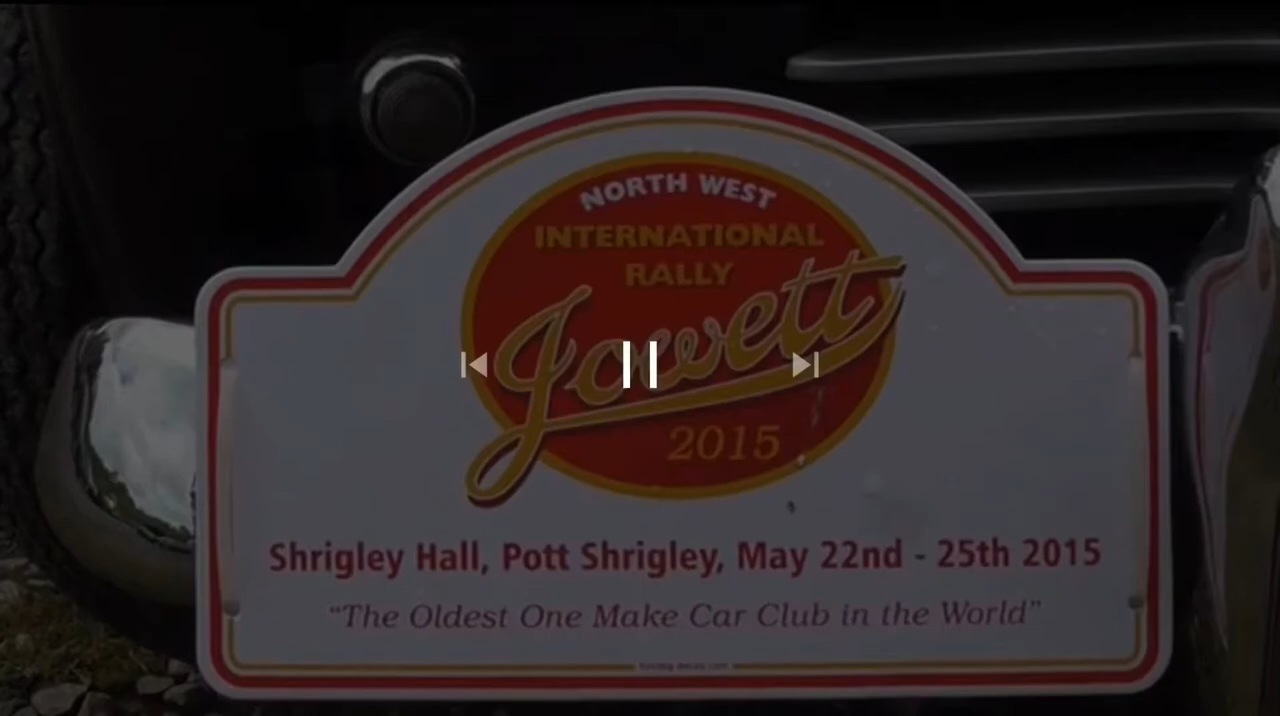 NORTH WEST
INTERNATIONAL
RALLY
Jowett
2015
Shrigley Hall, Pott Shrigley, May 22nd - 25th 2015
"The Oldest One Make Car Club in the World"